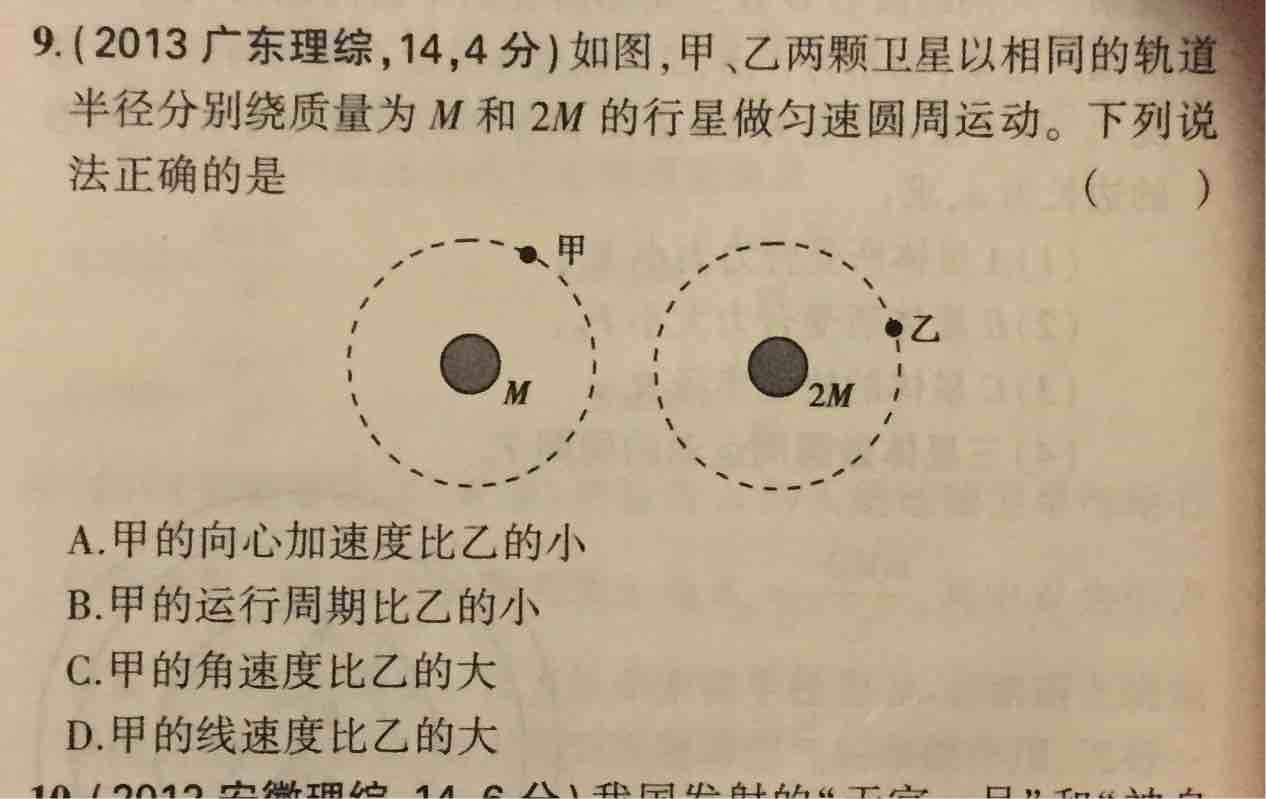 9.(2013 广东理综,14,4 分)如图,甲、乙两颗卫星以相同的轨道
半径分别绕质量为 M 和 2M 的行星做匀速圆周运动。下列说
法正确的是 ( )
甲
乙
M
2M
A.甲的向心加速度比乙的小
B.甲的运行周期比乙的小
C.甲的角速度比乙的大
D.甲的线速度比乙的大
10.(2013 安徽理综,14,6 分)我国发射的“天宫一号”和“神舟